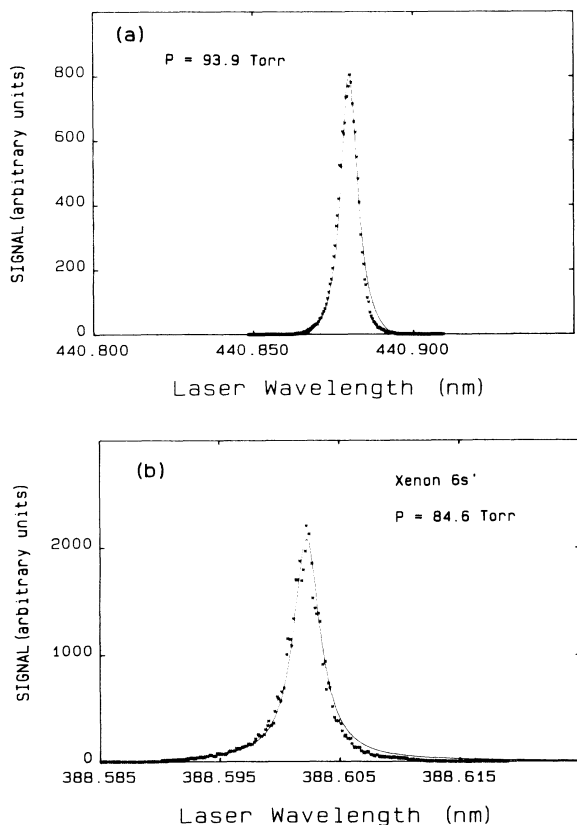 (a)
P = 93.9 Torr
SIGNAL (arbitrary units)
800
600
400
200
0
440.800
440.850
440.900
Laser Wavelength (nm)
(b)
Xenon 6s'
P = 84.6 Torr
SIGNAL (arbitrary units)
2000
1000
0
388.585
388.595
388.605
388.615
Laser Wavelength (nm)